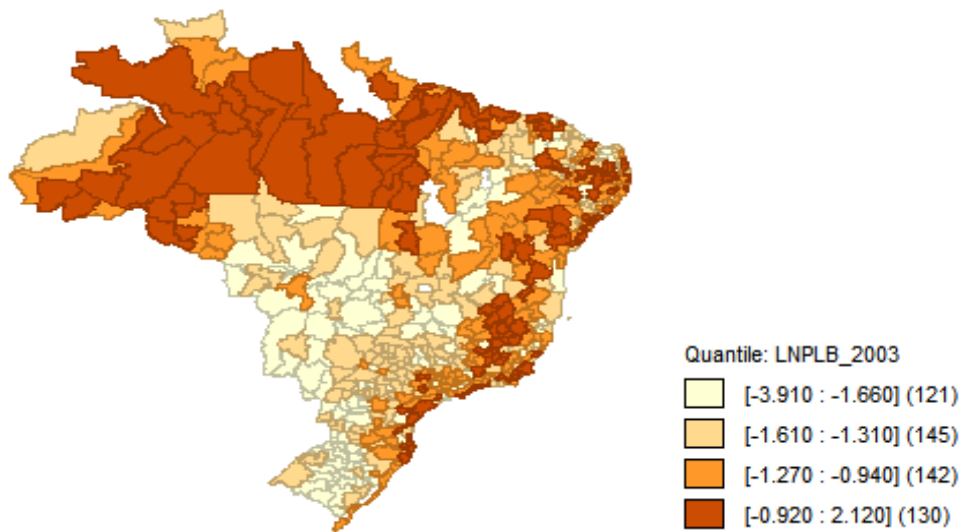 Quantile: LNPLB_2003
[-3.910 : -1.660] (121)
[-1.610 : -1.310] (145)
[-1.270 : -0.940] (142)
[-0.920 : 2.120] (130)